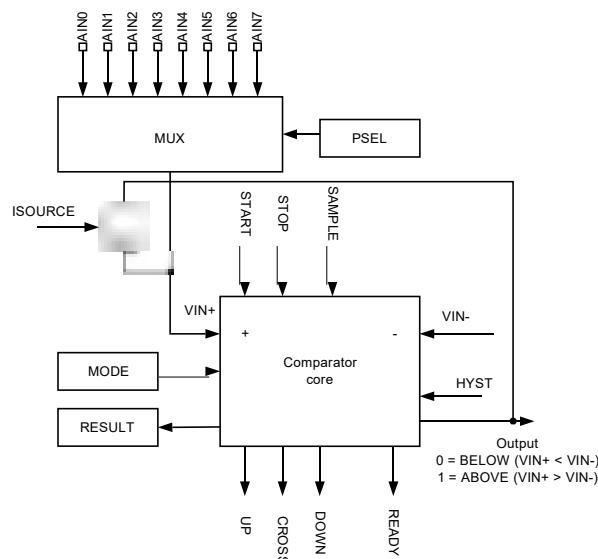 AIN0
AIN1
AIN2
AIN3
AIN4
AIN5
AIN6
AIN7
MUX
PSEL
ISOURCE
START
STOP
SAMPLE
VIN+
+
-
VIN-
MODE
Comparator
core
HYST
RESULT
Output
0 = BELOW (VIN+ < VIN-)
1 = ABOVE (VIN+ > VIN-)
UP
CROSS
DOWN
READY